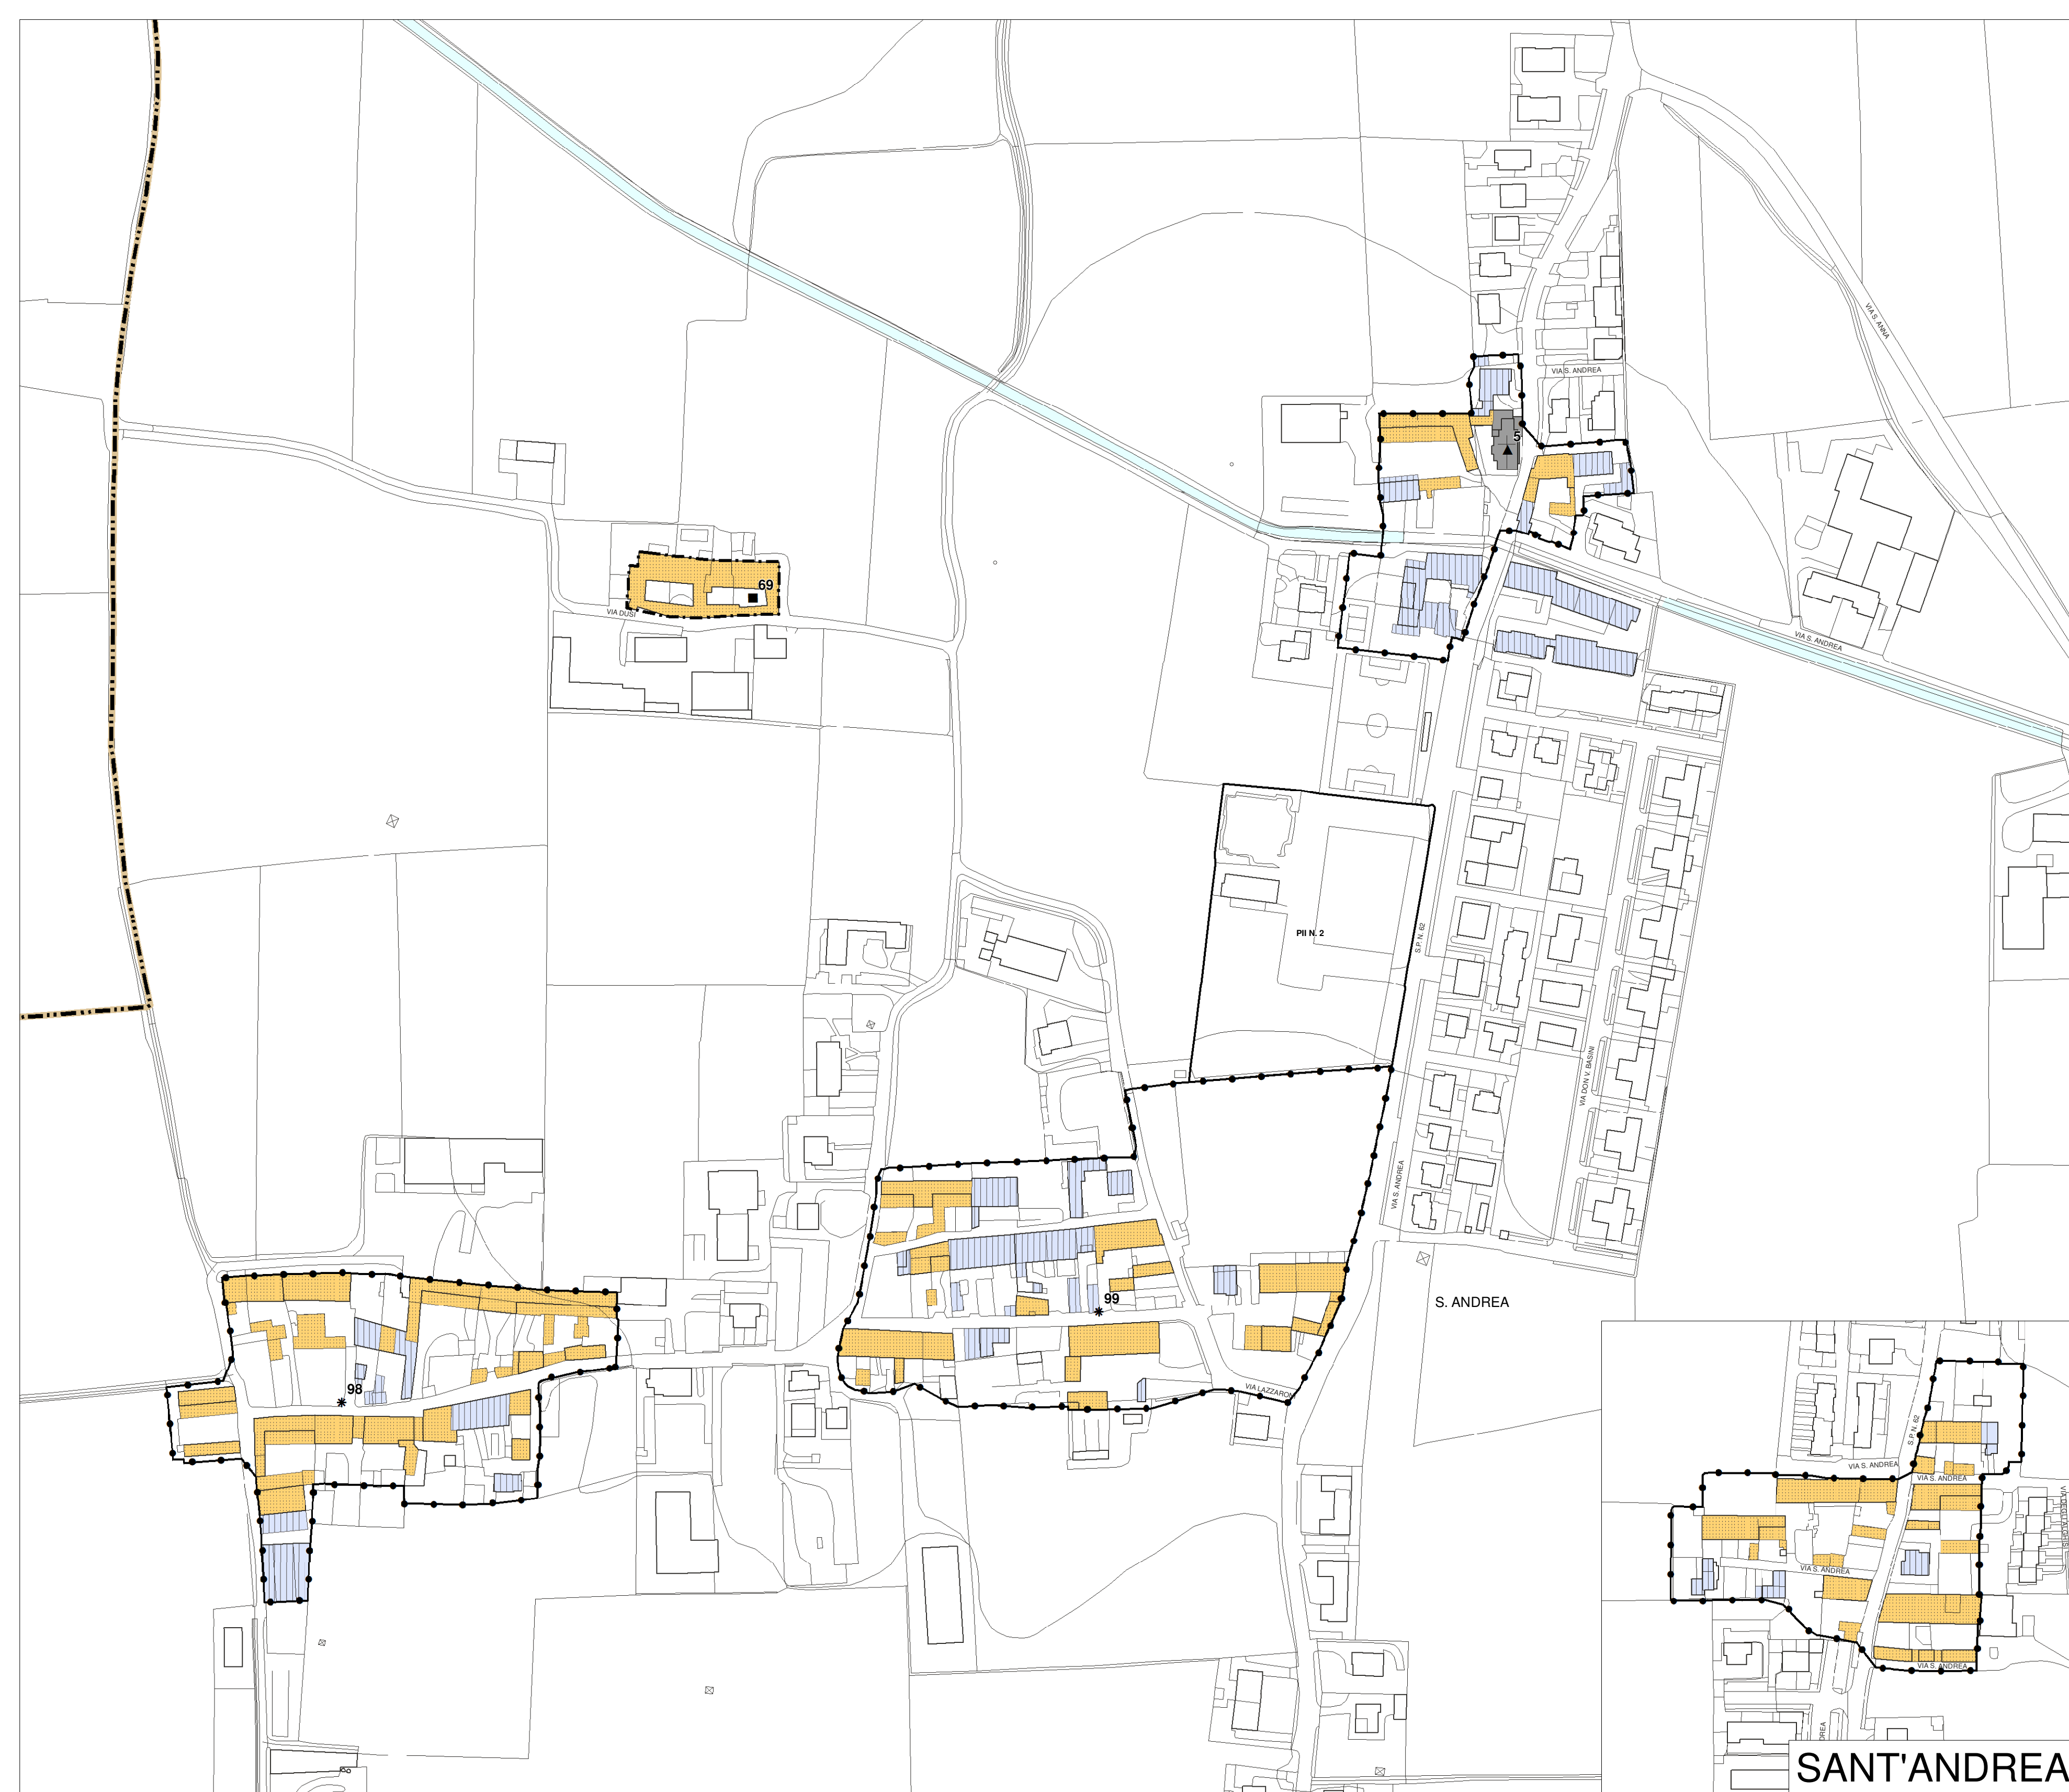 VIA S. ANNA
VIA S. ANDREA
5
69
VIA DUSI
VIA S. ANDREA
PII N. 2
S.P. N. 62
VIA DON V. BASINI
VIA S. ANDREA
99
S. ANDREA
98
VIA LAZZARONI
S.P. N. 62
VIA S. ANDREA
VIA S. ANDREA
VIA S. ANDREA
VIA S. ANDREA
SANT'ANDREA